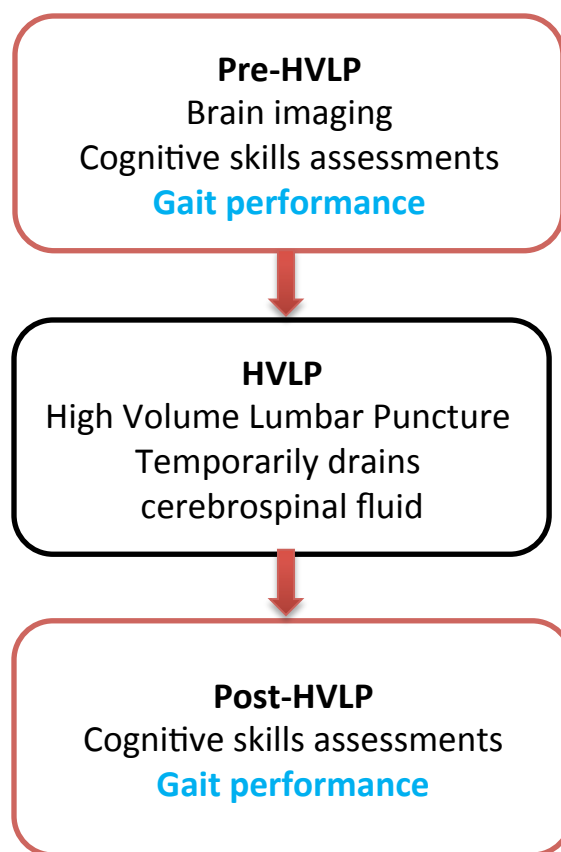 Pre-HVLP
Brain imaging
Cognitive skills assessments
Gait performance
HVLP
High Volume Lumbar Puncture
Temporarily drains
cerebrospinal fluid
Post-HVLP
Cognitive skills assessments
Gait performance